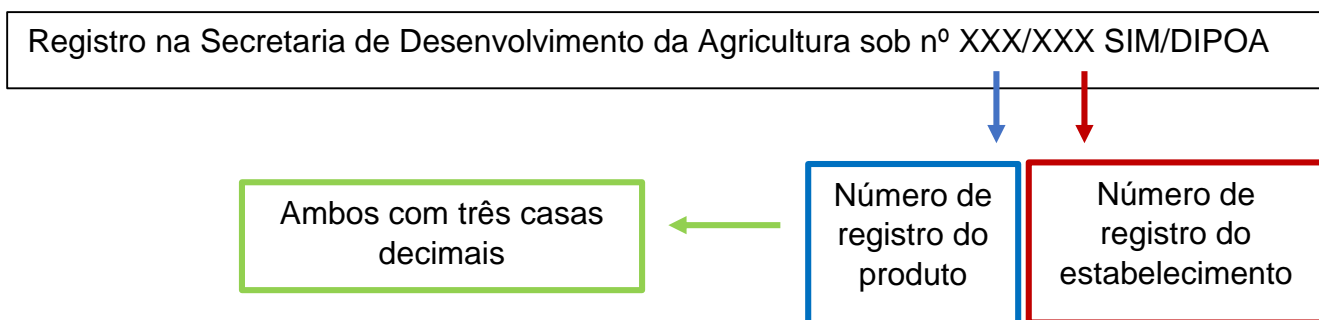 Registro na Secretaria de Desenvolvimento da Agricultura sob nº XXX/XXX SIM/DIPOA
Ambos com três casas
decimais
Número de
registro do
produto
Número de
registro do
estabelecimento